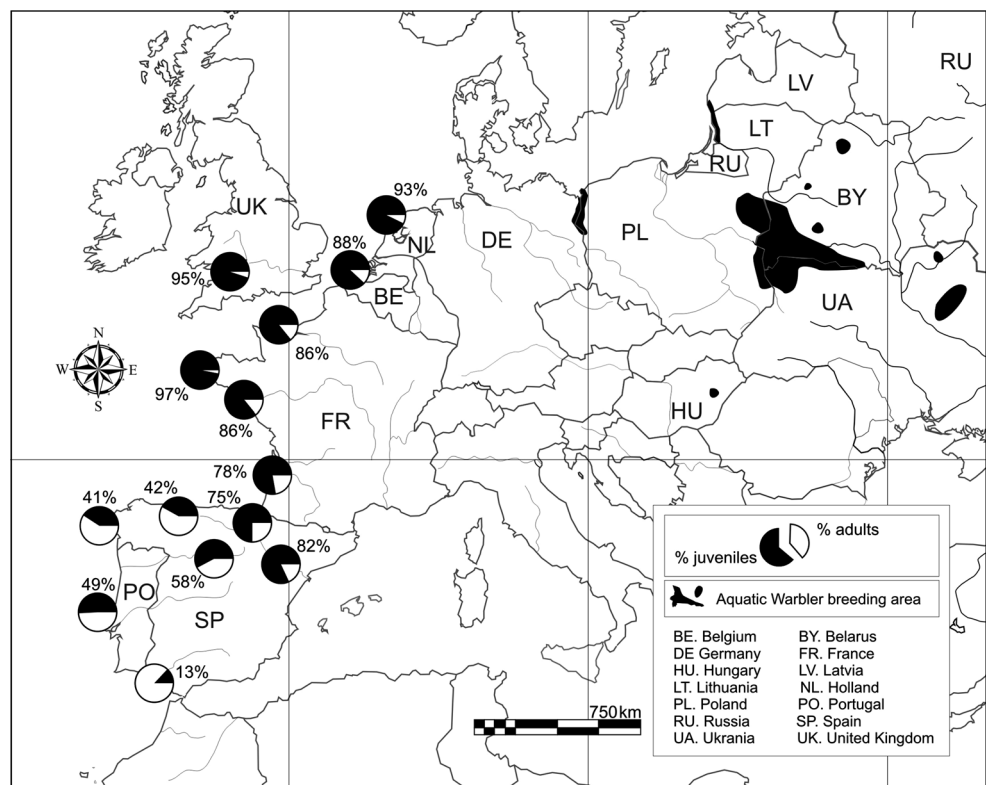 RU
LV
LT
RU
BY
93%
UK
NL
DE
PL
88%
95%
BE
UA
86%
N
W E
S
97%
86%
FR
HU
78%
41%
42%
75%
82%
58%
49%
PO
SP
13%
% adults
% juveniles
Aquatic Warbler breeding area
BE. Belgium BY. Belarus
DE Germany FR. France
HU. Hungary LV. Latvia
LT. Lithuania NL. Holland
PL. Poland PO. Portugal
RU. Russia SP. Spain
UA. Ukrania UK. United Kingdom
750km